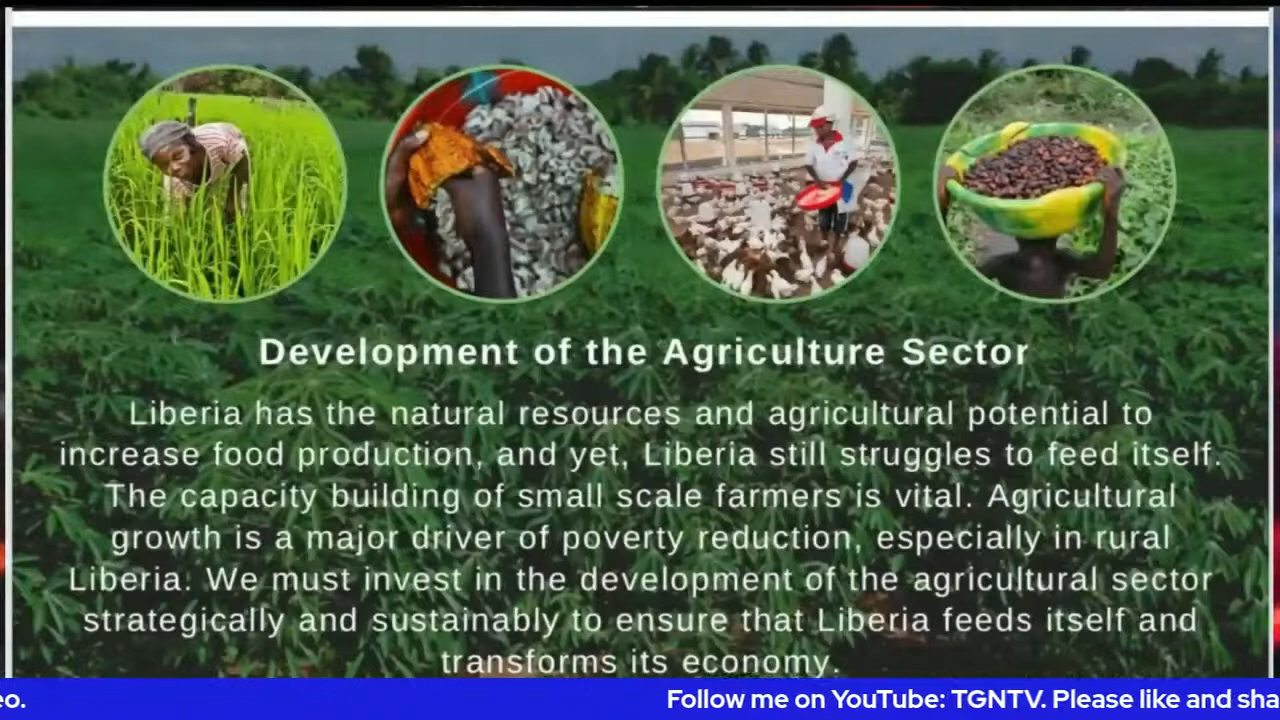 Development of the Agriculture Sector
Liberia has the natural resources and agricultural potential to
increase food production, and yet, Liberia still struggles to feed itself.
The capacity building of small scale farmers is vital. Agricultural
growth is a major driver of poverty reduction, especially in rural
Liberia. We must invest in the development of the agricultural sector
strategically and sustainably to ensure that Liberia feeds itself and
transforms its economy.
eo. Follow me on YouTube: TGNTV. Please like and sha